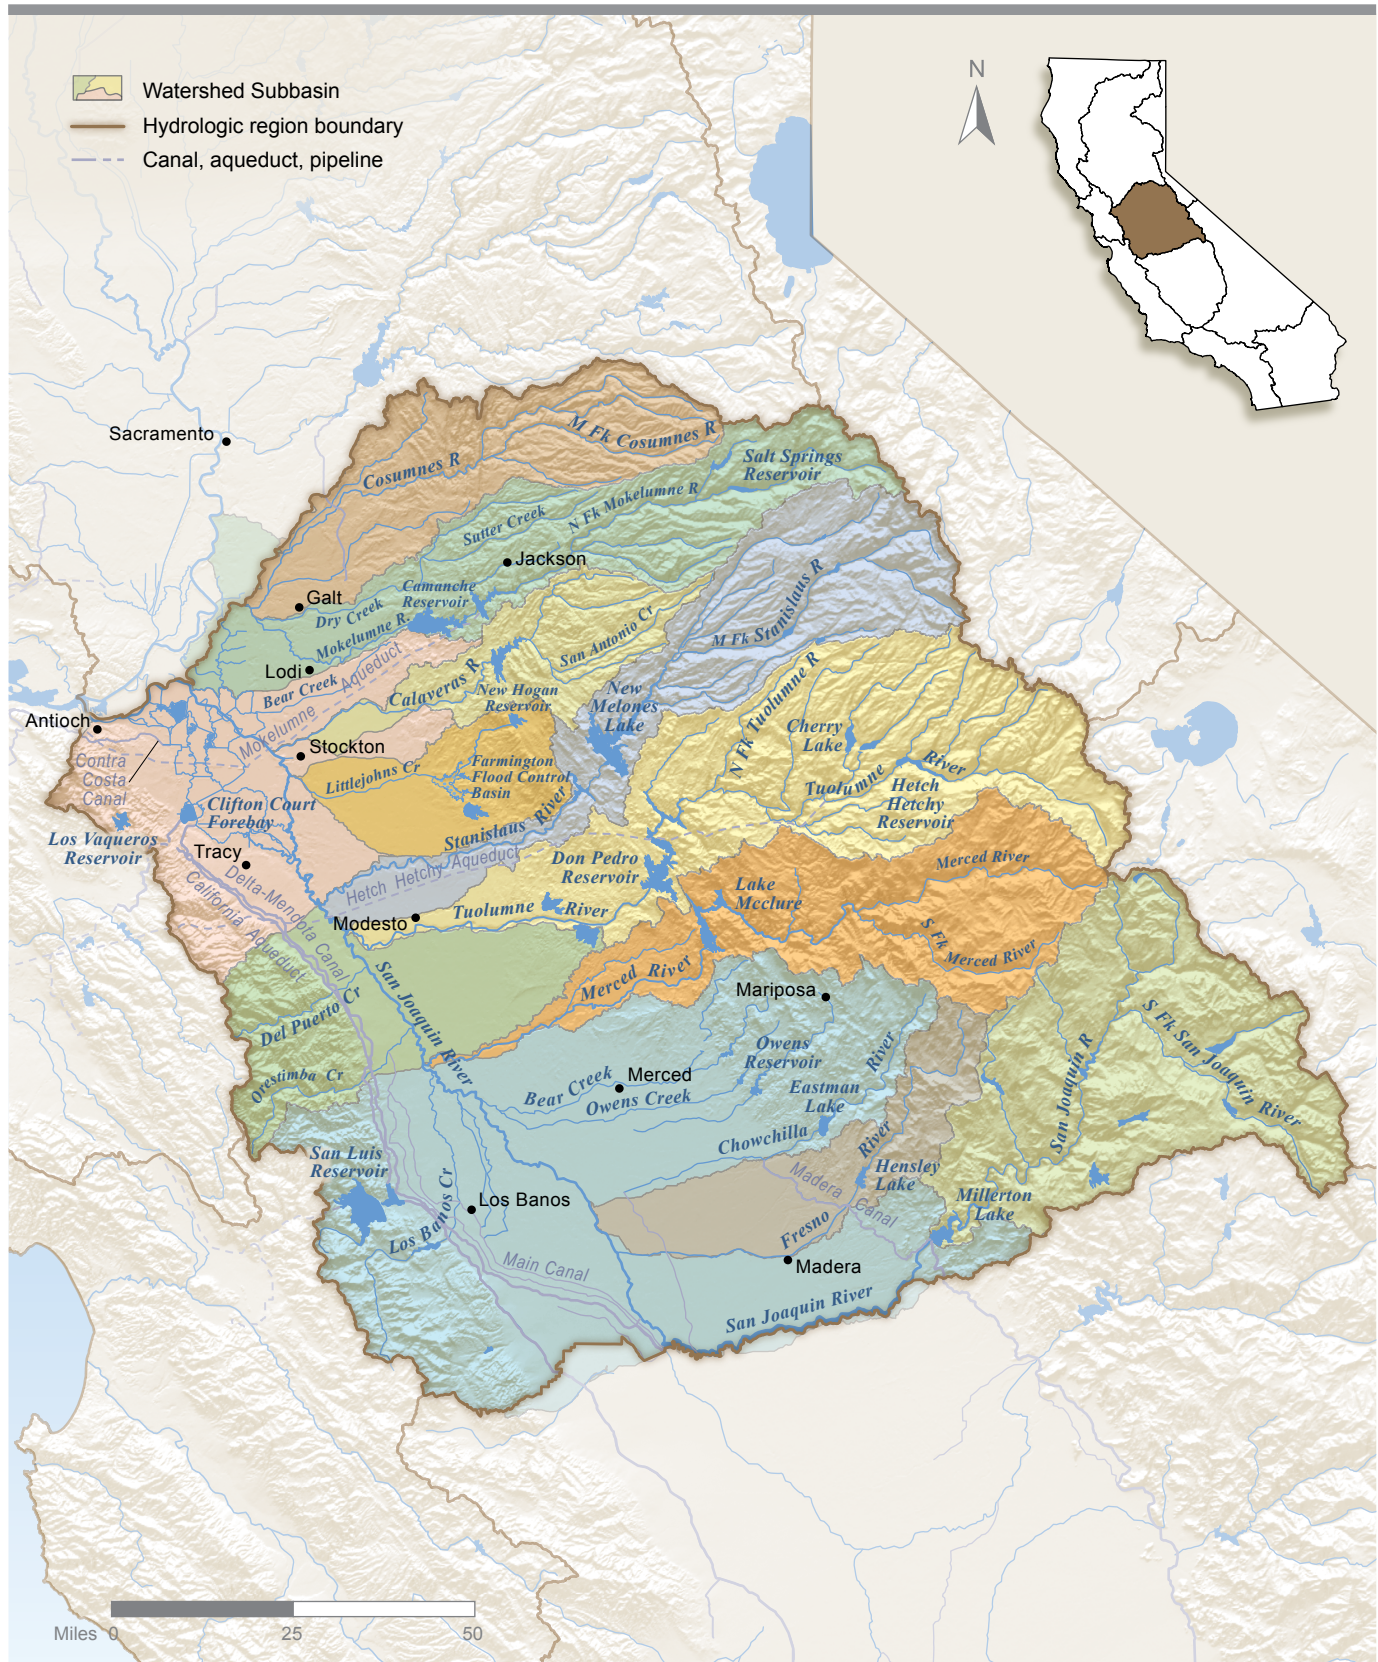 Watershed Subbasin
Hydrologic region boundary
Canal, aqueduct, pipeline
N
Sacramento
M Fk Cosumnes R
Cosumnes R
Salt Springs
Reservoir
N Fk Mokelumne R
Sutter Creek
Jackson
Camanche
Reservoir
Galt
Dry Creek
Mokelumne R.
M Fk Stanislaus R
San Antonio Cr
Lodi
Bear Creek
Mokelumne Aqueduct
Calaveras R
New Hogan
Reservoir
New
Melones
Lake
N Fk Tuolumne R
Cherry
Lake
Antioch
Stockton
Contra
Costa
Canal
Littlejohns Cr
Farmington
Flood Control
Basin
Tuolumne River
Hetch
Hetchy
Reservoir
Clifton Court
Forebay
Los Vaqueros
Reservoir
Stanislaus River
Tracy
Hetch Hetchy Aqueduct
Don Pedro
Reservoir
Merced River
Lake
Mcclure
Delta-Mendota Canal
California Aqueduct
Modesto
Tuolumne River
S Fk
Merced River
Merced River
San Joaquin River
Mariposa
Del Puerto Cr
S Fk San Joaquin River
Owens
Reservoir
River
San Joaquin R
Orestimba Cr
Bear Creek
Merced
Owens Creek
Eastman
Lake
Chowchilla
River
San Luis
Reservoir
Hensley
Lake
Madera Canal
Los Banos
Los Banos Cr
Millerton
Lake
Fresno
Main Canal
Madera
San Joaquin River
Miles 0 25 50